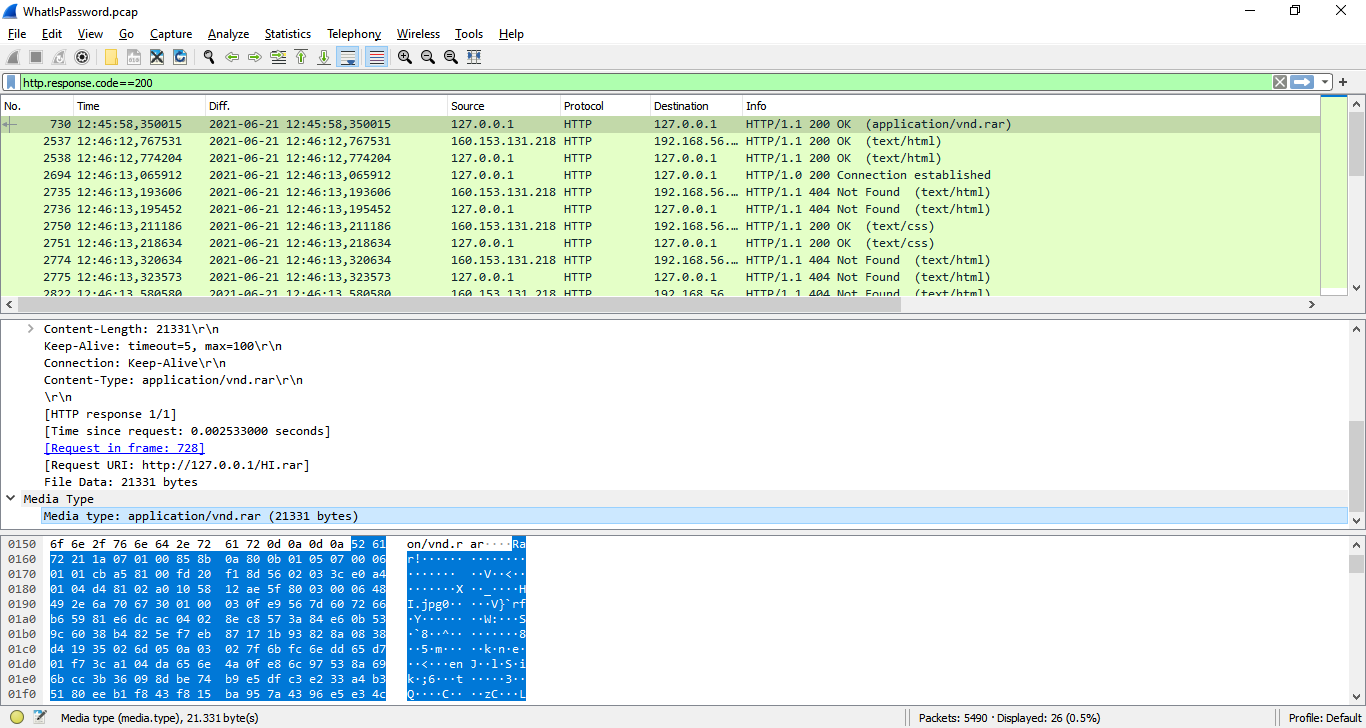 WhatIsPassword.pcap
File Edit View Go Capture Analyze Statistics Telephony Wireless Tools Help
http.response.code==200
No. Time Diff. Source Protocol Destination Info
730 12:45:58,350015 2021-06-21 12:45:58,350015 127.0.0.1 HTTP 127.0.0.1 HTTP/1.1 200 OK (application/vnd.rar)
2537 12:46:12,767531 2021-06-21 12:46:12,767531 160.153.131.218 HTTP 192.168.56.… HTTP/1.1 200 OK (text/html)
2538 12:46:12,774204 2021-06-21 12:46:12,774204 127.0.0.1 HTTP 127.0.0.1 HTTP/1.1 200 OK (text/html)
2694 12:46:13,065912 2021-06-21 12:46:13,065912 127.0.0.1 HTTP 127.0.0.1 HTTP/1.0 200 Connection established
2735 12:46:13,193606 2021-06-21 12:46:13,193606 160.153.131.218 HTTP 192.168.56.… HTTP/1.1 404 Not Found (text/html)
2736 12:46:13,195452 2021-06-21 12:46:13,195452 127.0.0.1 HTTP 127.0.0.1 HTTP/1.1 404 Not Found (text/html)
2750 12:46:13,211186 2021-06-21 12:46:13,211186 160.153.131.218 HTTP 192.168.56.… HTTP/1.1 200 OK (text/css)
2751 12:46:13,218634 2021-06-21 12:46:13,218634 127.0.0.1 HTTP 127.0.0.1 HTTP/1.1 200 OK (text/css)
2774 12:46:13,320634 2021-06-21 12:46:13,320634 160.153.131.218 HTTP 192.168.56.… HTTP/1.1 404 Not Found (text/html)
2775 12:46:13,323573 2021-06-21 12:46:13,323573 127.0.0.1 HTTP 127.0.0.1 HTTP/1.1 404 Not Found (text/html)
2822 12:46:13,580580 2021-06-21 12:46:13,580580 160.153.131.218 HTTP 192.168.56 HTTP/1.1 404 Not Found (text/html)
Content-Length: 21331\r\n
Keep-Alive: timeout=5, max=100\r\n
Connection: Keep-Alive\r\n
Content-Type: application/vnd.rar\r\n
\r\n
[HTTP response 1/1]
[Time since request: 0.002533000 seconds]
[Request in frame: 728]
[Request URI: http://127.0.0.1/HI.rar]
File Data: 21331 bytes
Media Type
Media type: application/vnd.rar (21331 bytes)
0150 6f 6e 2f 76 6e 64 2e 72 61 72 0d 0a 0d 0a 52 61 on/vnd.r ar····Ra
0160 72 21 1a 07 01 00 85 8b 0a 80 0b 01 05 07 00 06 r!······ ········
0170 01 01 cb a5 81 00 fd 20 f1 8d 56 02 03 3c e0 a4 ······· ··V··<··
0180 01 04 d4 81 02 a0 10 58 12 ae 5f 80 03 00 06 48 ·······X ··_····H
0190 49 2e 6a 70 67 30 01 00 03 0f e9 56 7d 60 72 66 I.jpg0·· ···V}`rf
01a0 b6 59 81 e6 dc ac 04 02 8e c8 57 3a 84 e6 0b 53 ·Y······ ··W:···S
01b0 9c 60 38 b4 82 5e f7 eb 87 17 1b 93 82 8a 08 38 ·`8··^·· ·······8
01c0 d4 19 35 02 6d 05 0a 03 02 7f 6b fc 6e dd 65 d7 ··5·m··· ··k·n·e·
01d0 01 f7 3c a1 04 da 65 6e 4a 0f e8 6c 97 53 8a 69 ··<···en J··l·S·i
01e0 6b cc 3b 36 09 8d be 74 b9 e5 df c3 e2 33 a4 b3 k·;6···t ·····3··
01f0 51 80 ee b1 f8 43 f8 15 ba 95 7a 43 96 e5 e3 4c Q····C·· ··zC···L
Media type (media.type), 21.331 byte(s) Packets: 5490 · Displayed: 26 (0.5%) Profile: Default